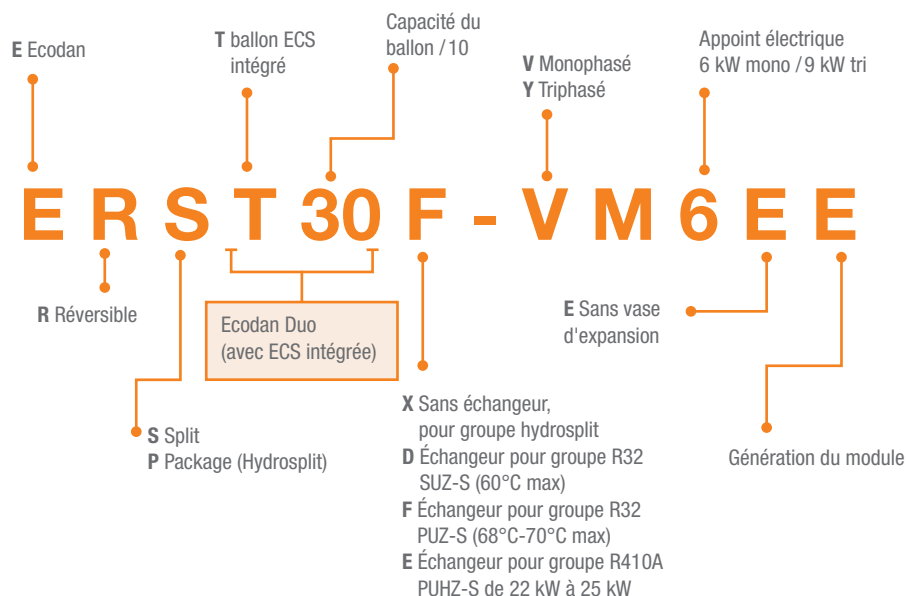 E Ecodan
T ballon ECS
intégré
Capacité du
ballon / 10
V Monophasé
Y Triphasé
Appoint électrique
6 kW mono / 9 kW tri
E R S T 30 F - V M 6 E E
R Réversible
Ecodan Duo
(avec ECS intégrée)
E Sans vase
d'expansion
S Split
P Package (Hydrosplit)
X Sans échangeur,
pour groupe hydrosplit
D Échangeur pour groupe R32
SUZ-S (60°C max)
F Échangeur pour groupe R32
PUZ-S (68°C-70°C max)
E Échangeur pour groupe R410A
PUHZ-S de 22 kW à 25 kW
Génération du module